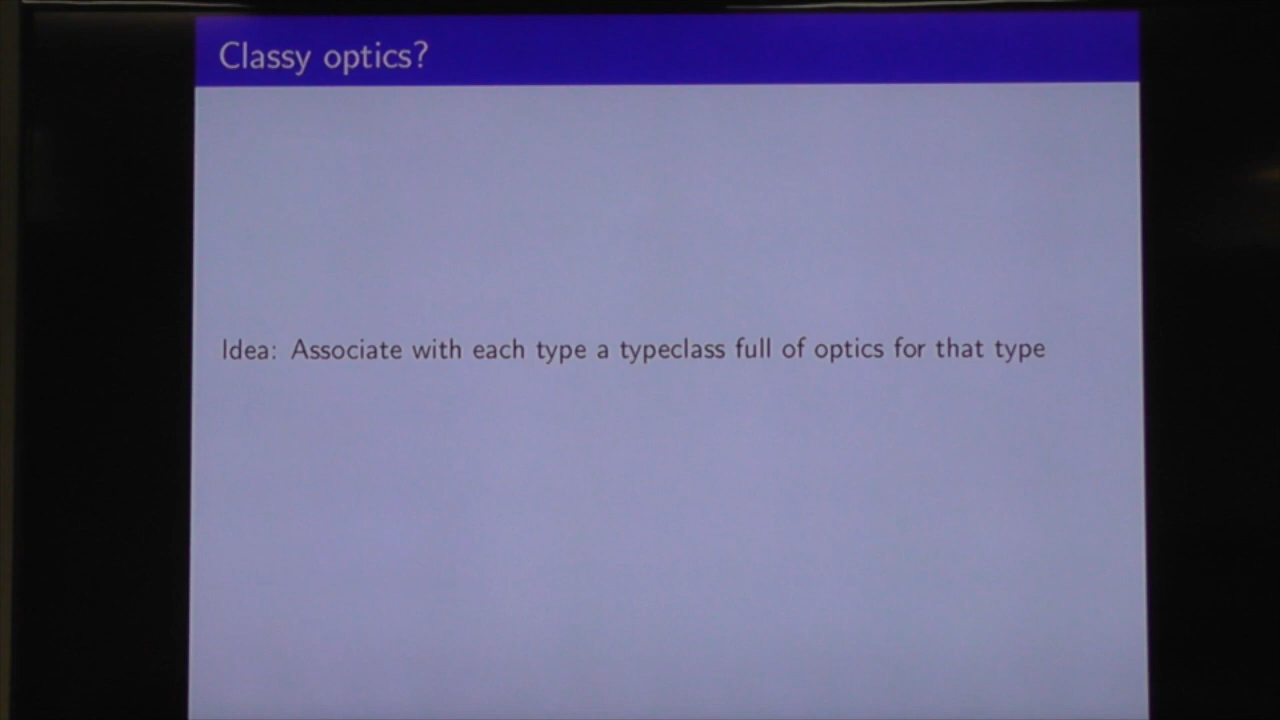 Classy optics?
Idea: Associate with each type a typeclass full of optics for that type